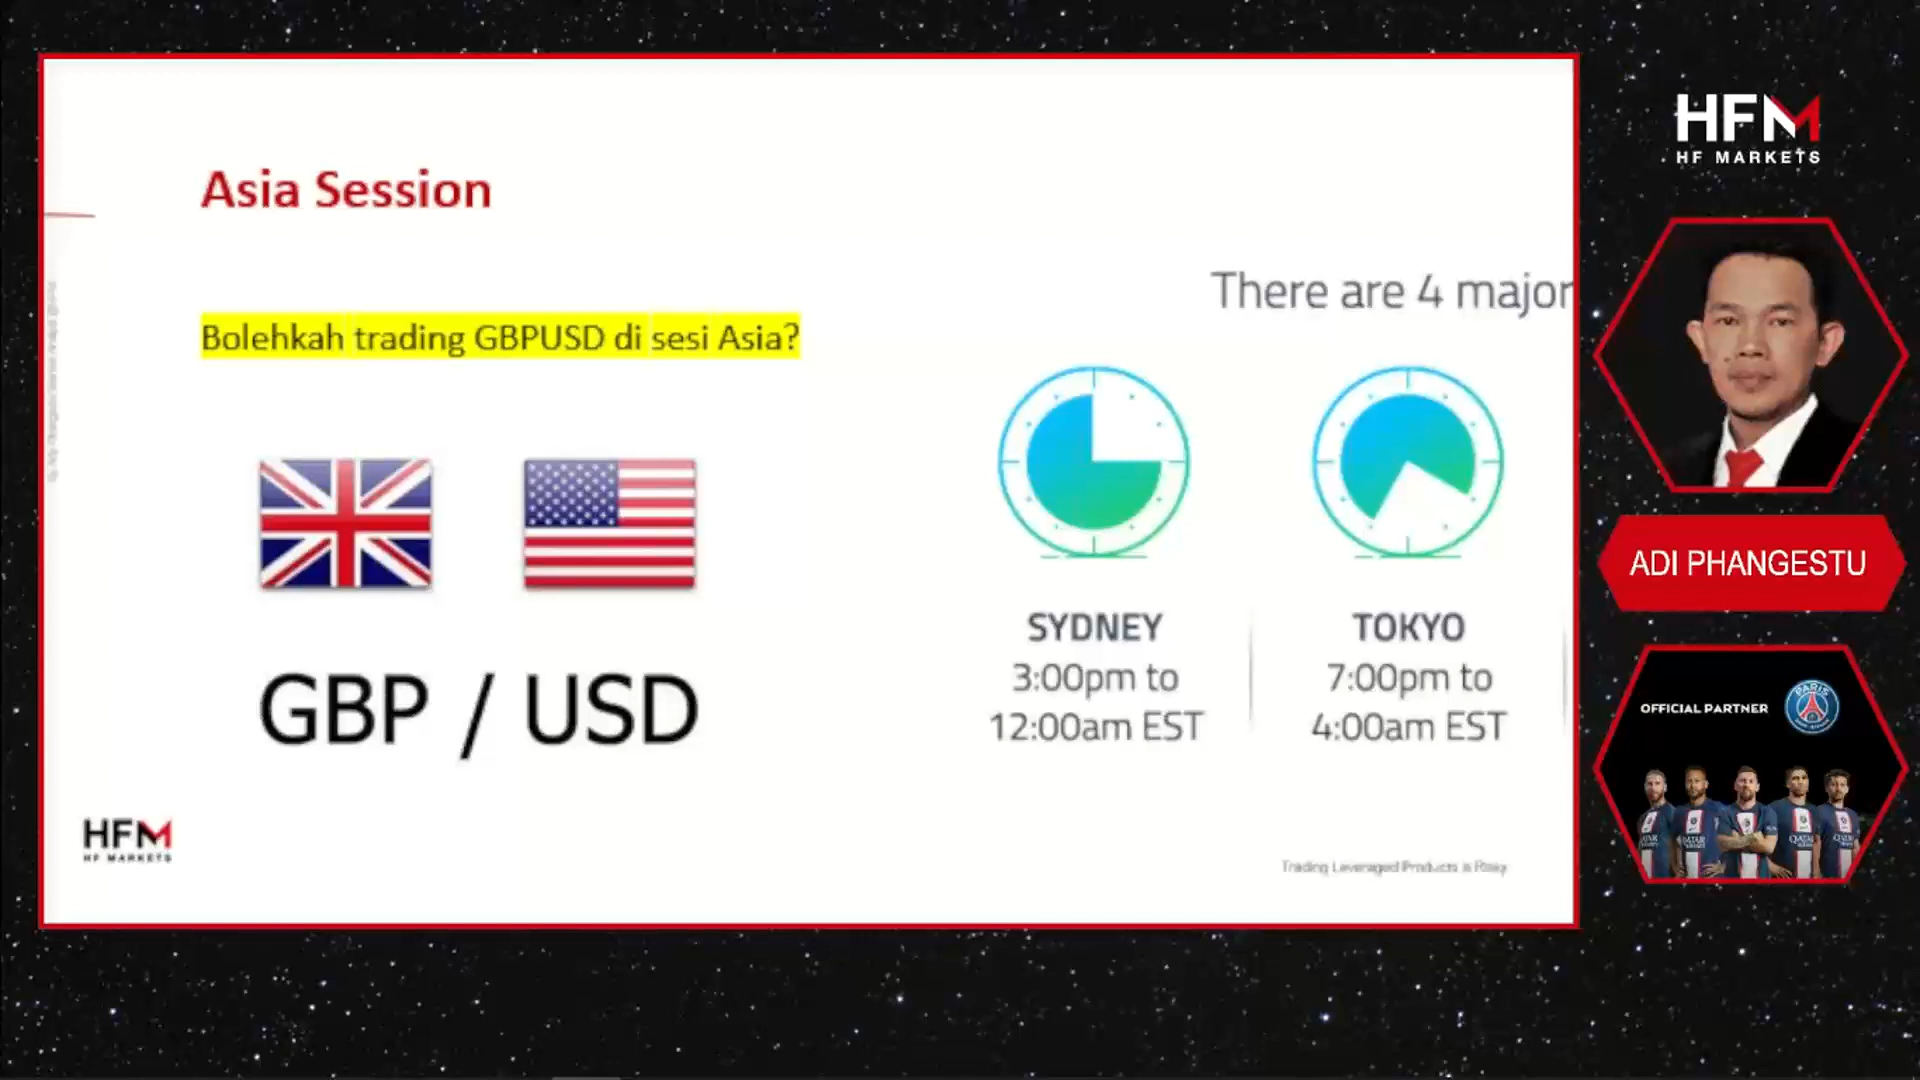 Asia Session
Bolehkah trading GBPUSD di sesi Asia?
GBP / USD
There are 4 major
SYDNEY
3:00pm to
12:00am EST
TOKYO
7:00pm to
4:00am EST
HFM
HF MARKETS
Trading Leveraged Products is Risky
HFM
HF MARKETS
ADI PHANGESTU
OFFICIAL PARTNER
PARIS